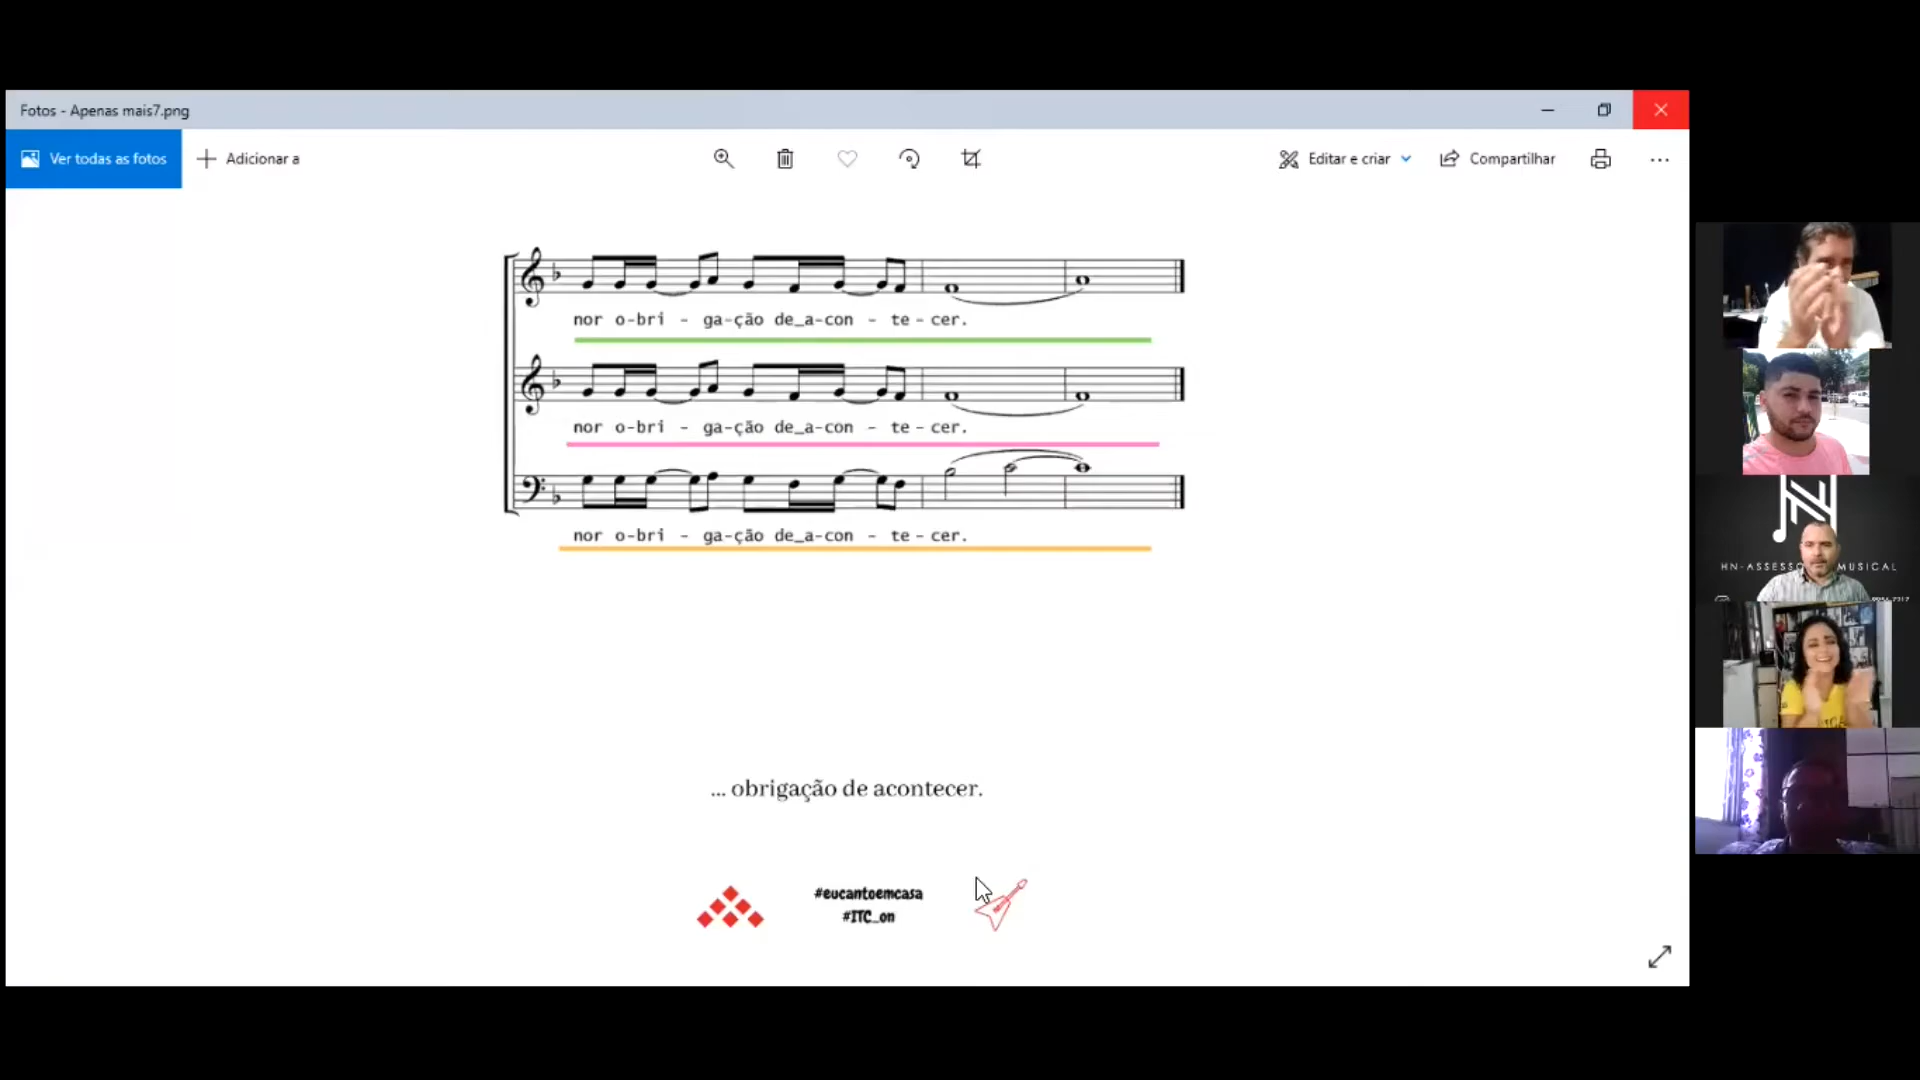 Fotos - Apenas mais7.png
Ver todas as fotos
Adicionar a
Editar e criar
Compartilhar
nor o-bri - ga-ção de_a-con - te-cer.
nor o-bri - ga-ção de_a-con - te-cer.
nor o-bri - ga-ção de_a-con - te-cer.
... obrigação de acontecer.
#eucantoemcasa
#ITC_on
HN-ASSESSO MUSICAL